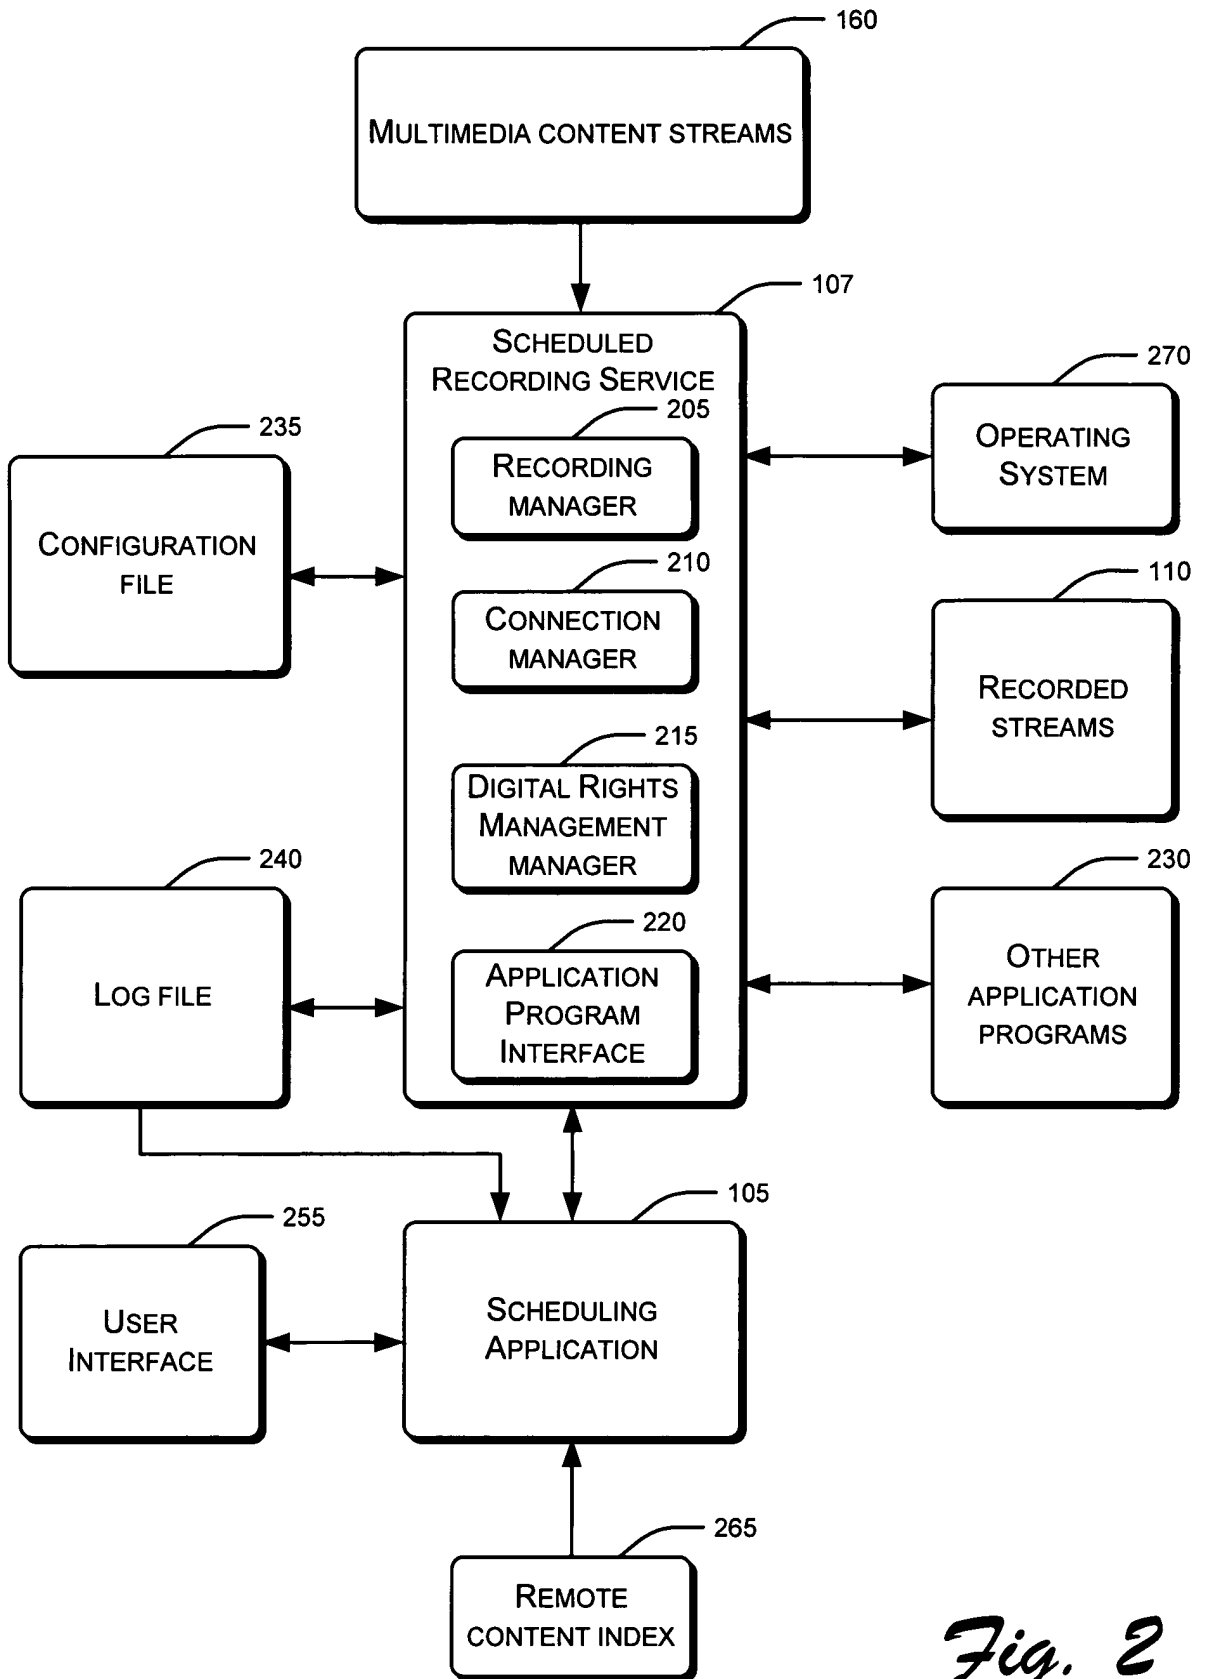 160
MULTIMEDIA CONTENT STREAMS
107
SCHEDULED
RECORDING SERVICE
205
RECORDING
MANAGER
210
CONNECTION
MANAGER
215
DIGITAL RIGHTS
MANAGEMENT
MANAGER
220
APPLICATION
PROGRAM
INTERFACE
235
CONFIGURATION
FILE
240
LOG FILE
270
OPERATING
SYSTEM
110
RECORDED
STREAMS
230
OTHER
APPLICATION
PROGRAMS
255
USER
INTERFACE
105
SCHEDULING
APPLICATION
265
REMOTE
CONTENT INDEX
Fig. 2